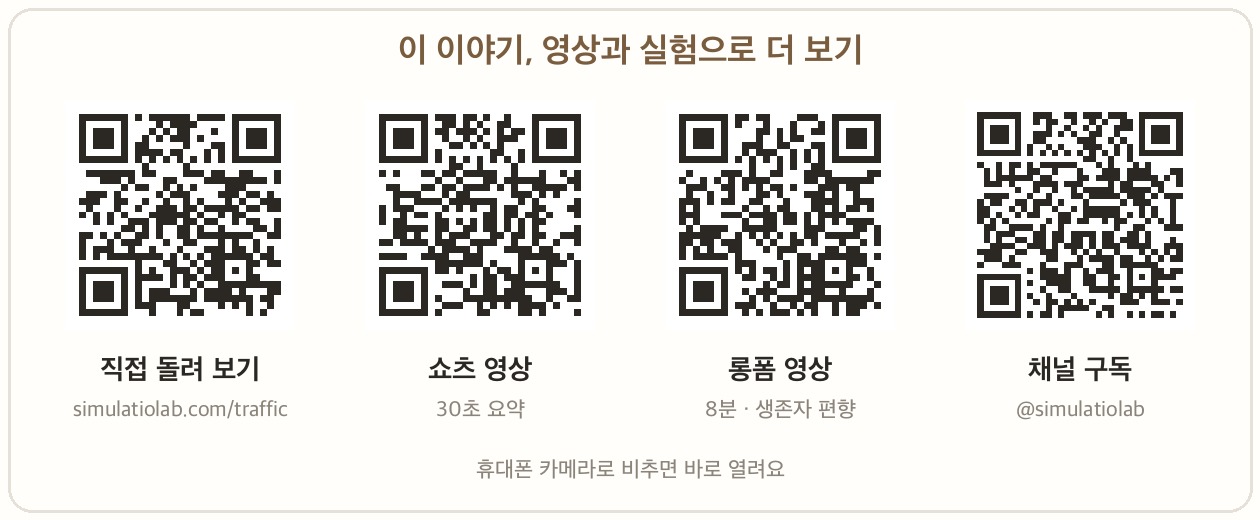 이 이야기, 영상과 실험으로 더 보기
직접 돌려 보기
simulatiolab.com/traffic
쇼츠 영상
30초 요약
롱폼 영상
8분 · 생존자 편향
채널 구독
@simulatiolab
휴대폰 카메라로 비추면 바로 열려요